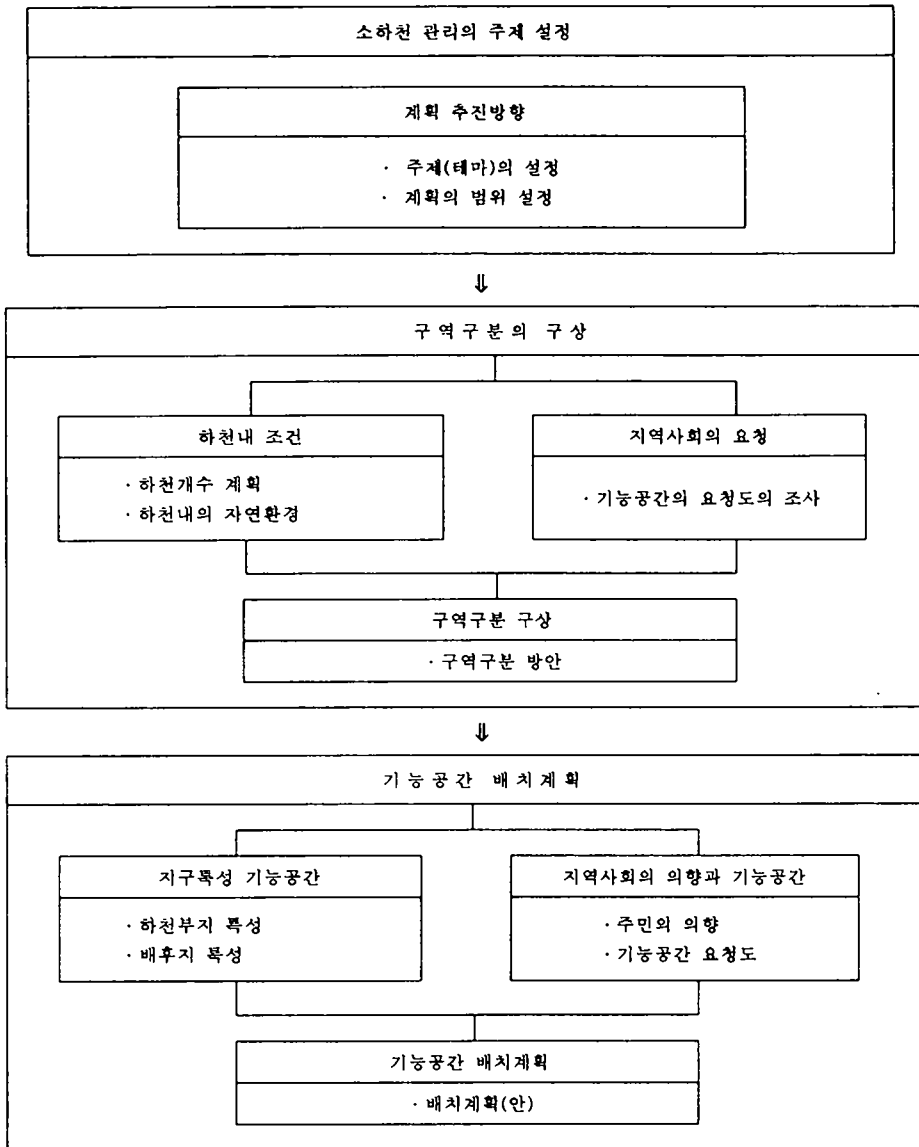 소하천 관리의 주제 설정
계획 추진방향
· 주제(테마)의 설정
· 계획의 범위 설정
⇓
구역구분의 구상
하천내 조건
· 하천개수 계획
· 하천내의 자연환경
지역사회의 요청
· 기능공간의 요청도의 조사
구역구분 구상
· 구역구분 방안
⇓
기능공간 배치계획
지구특성 기능공간
· 하천부지 특성
· 배후지 특성
지역사회의 의향과 기능공간
· 주민의 의향
· 기능공간 요청도
기능공간 배치계획
· 배치계획(안)